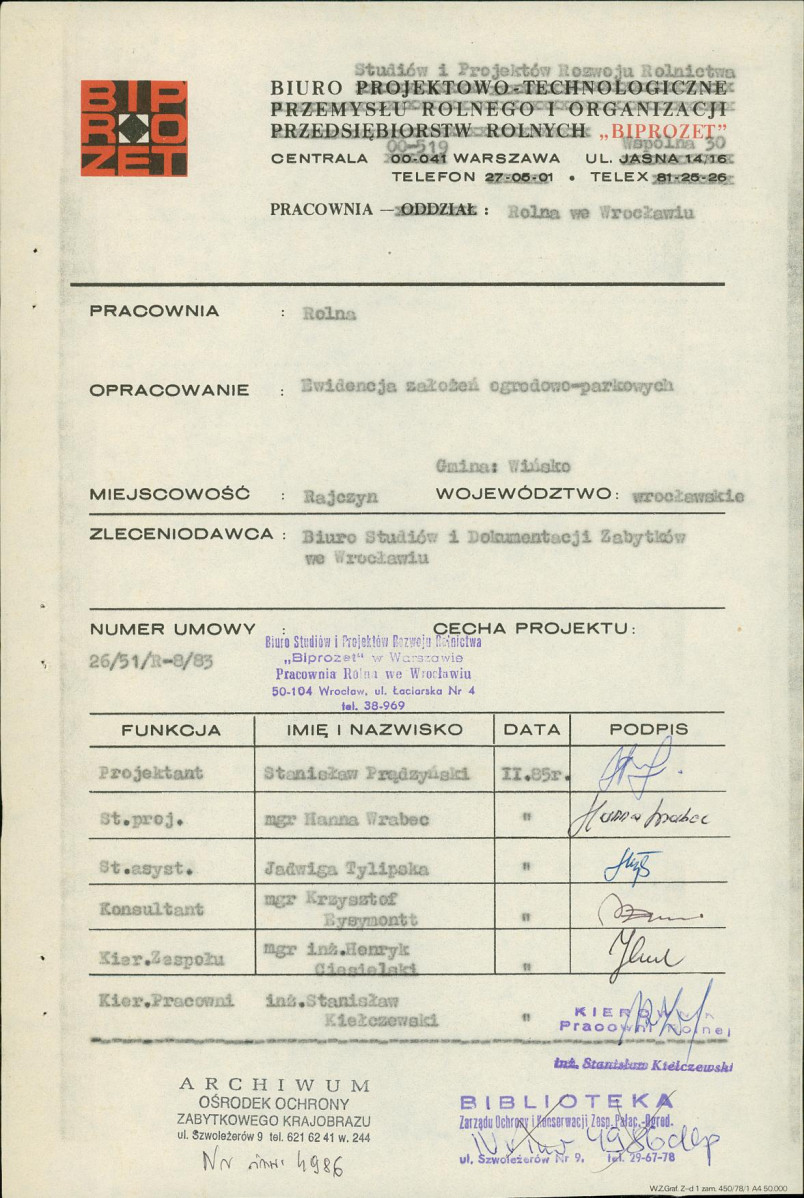 BIPROZET
Studiów i Projektów Rozwoju Rolnictwa
BIURO PROJEKTOWO-TECHNOLOGICZNE
PRZEMYSŁU ROLNEGO I ORGANIZACJI
PRZEDSIĘBIORSTW ROLNYCH „BIPROZET”
00-519 Wspólna 30
CENTRALA 00-041 WARSZAWA UL. JASNA 14/16
TELEFON 27-05-01 • TELEX 81-25-26
PRACOWNIA — ODDZIAŁ : Rolna we Wrocławiu
PRACOWNIA : Rolna
OPRACOWANIE : Ewidencja założeń ogrodowo-parkowych
Gmina: Wińsko
MIEJSCOWOŚĆ : Rajczyn WOJEWÓDZTWO: wrocławskie
ZLECENIODAWCA : Biuro Studiów i Dokumentacji Zabytków
we Wrocławiu
NUMER UMOWY : CECHA PROJEKTU:
26/51/R-8/83
Biuro Studiów i Projektów Rozwoju Rolnictwa
„Biprozet” w Warszawie
Pracownia Rolna we Wrocławiu
50-104 Wrocław, ul. Łaciarska Nr 4
tel. 38-969
FUNKCJA IMIĘ I NAZWISKO DATA PODPIS
Projektant Stanisław Prądzyński II.85r.
St.proj. mgr Hanna Wrabec " Hanna Wrabec
St.asyst. Jadwiga Tylipska "
Konsultant mgr Krzysztof
Rysymontt "
Kier.Zespołu mgr inż.Henryk
Ciesielski "
Kier.Pracowni inż.Stanisław
Kiełczewski "
KIEROWNIK
Pracowni Rolnej
inż. Stanisław Kiełczewski
ARCHIWUM
OŚRODEK OCHRONY
ZABYTKOWEGO KRAJOBRAZU
ul. Szwoleżerów 9 tel. 621 62 41 w. 244
Nr inw. 4986
BIBLIOTEKA
Zarządu Ochrony i Konserwacji Zesp. Pałac.-Ogrod.
Nr inw 4986
ul. Szwoleżerów Nr 9, tel. 29-67-78
W.Z.Graf. Z-d 1 zam. 450/78/1 A4 50.000